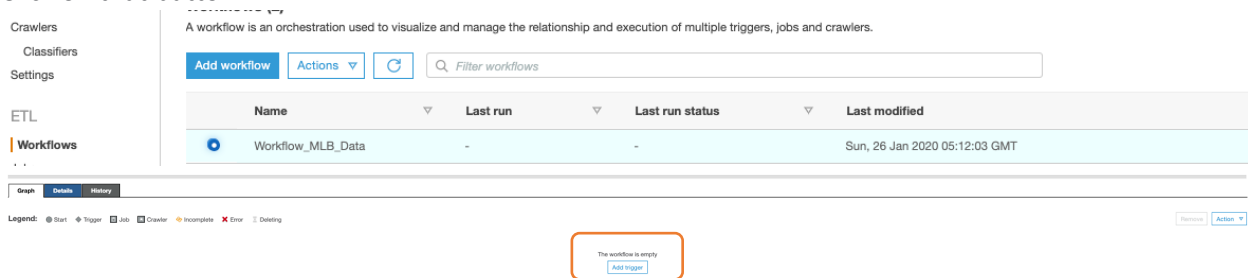 Crawlers
A workflow is an orchestration used to visualize and manage the relationship and execution of multiple triggers, jobs and crawlers.
Classifiers
Settings
Add workflow Actions Filter workflows
ETL
Name Last run Last run status Last modified
Workflows
Workflow_MLB_Data - - Sun, 26 Jan 2020 05:12:03 GMT
Graph Details History
Legend: Start Trigger Job Crawler Incomplete Error Deleting
Remove Action
The workflow is empty
Add trigger